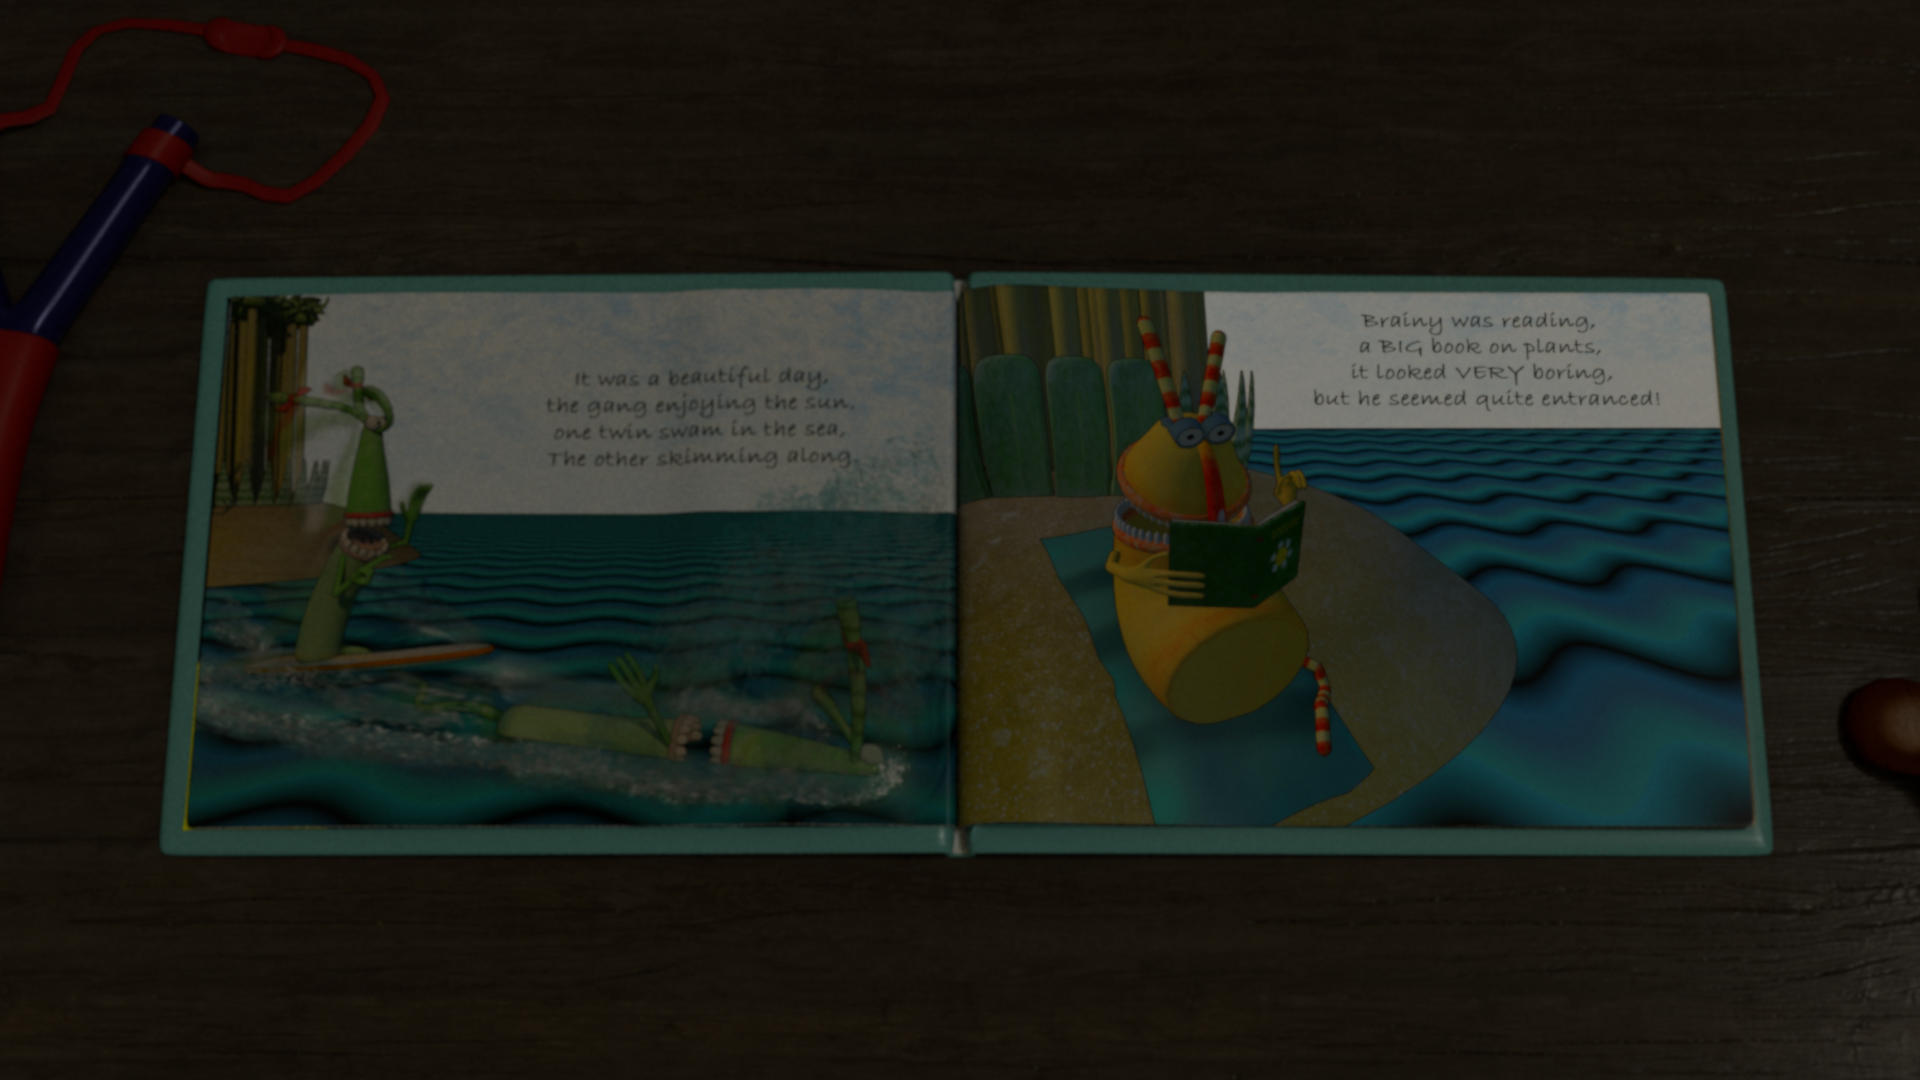 It was a beautiful day,
the gang enjoying the sun,
one twin swam in the sea,
The other skimming along.
Brainy was reading,
a BIG book on plants,
it looked VERY boring,
but he seemed quite entranced!